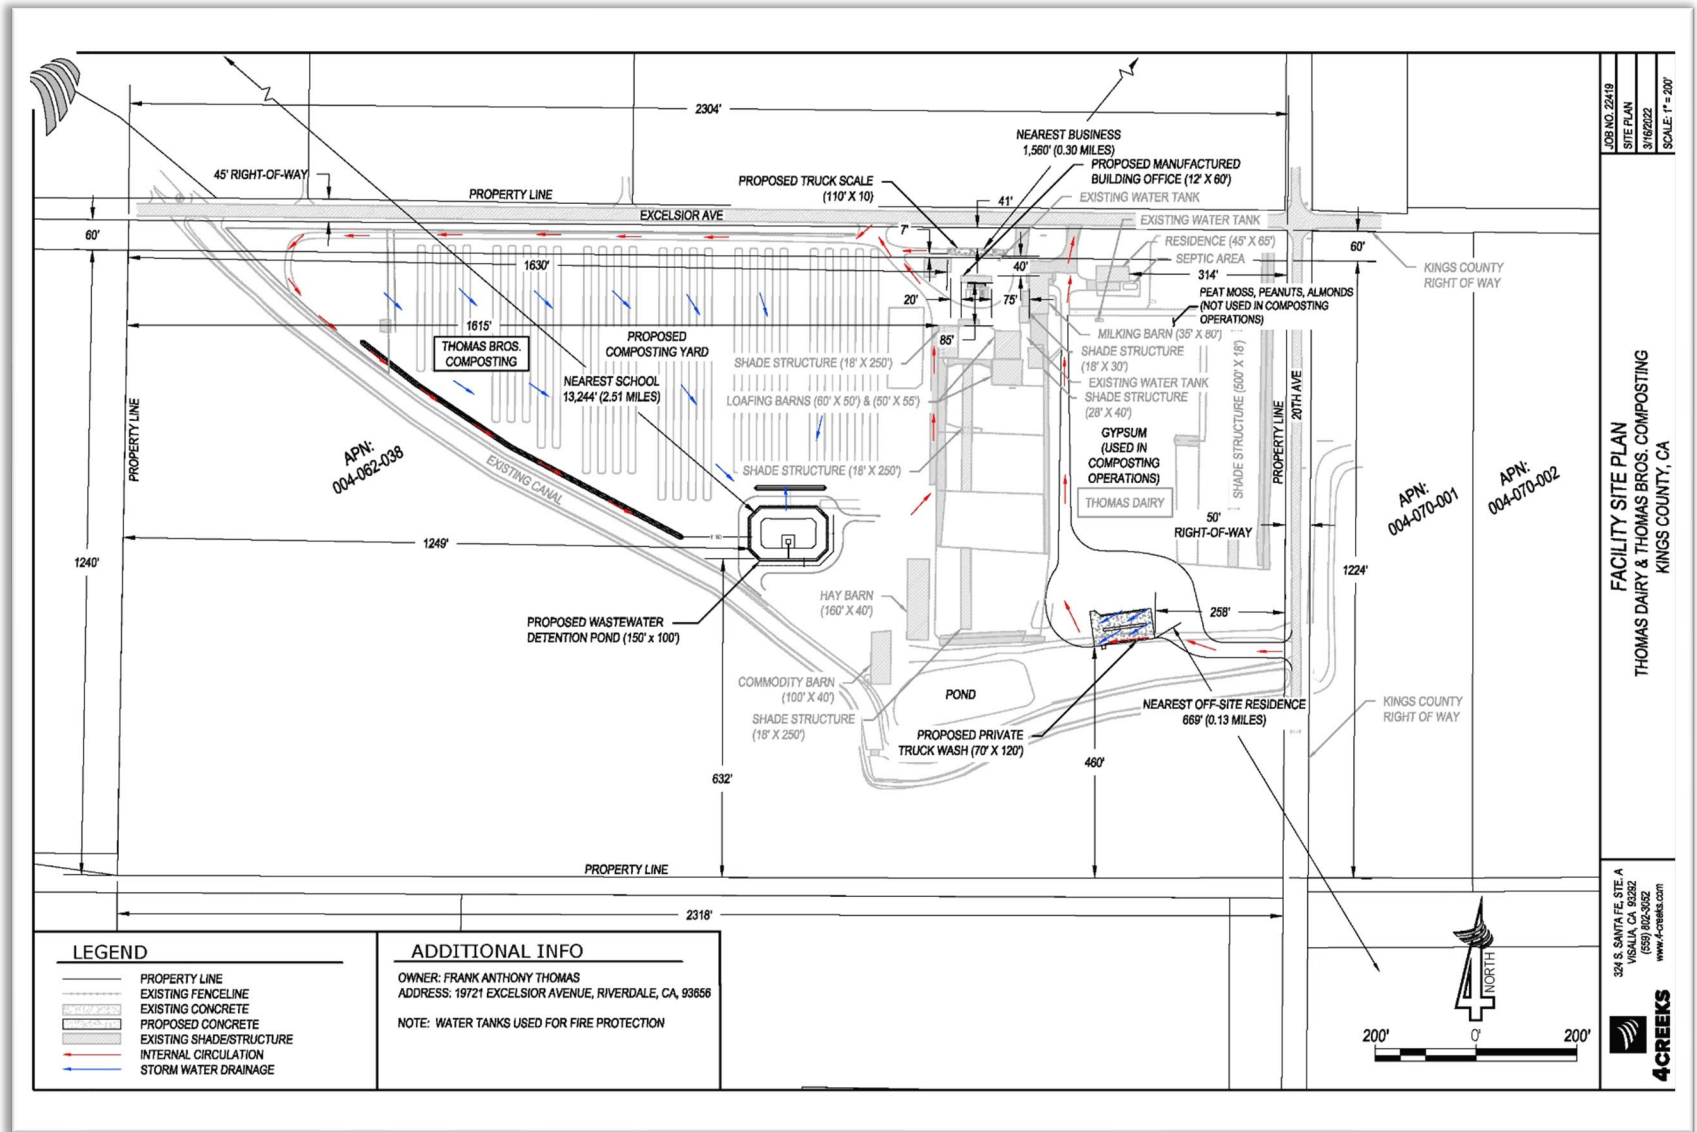 2304'
45' RIGHT-OF-WAY
PROPERTY LINE
EXCELSIOR AVE
60'
NEAREST BUSINESS
1,560' (0.30 MILES)
PROPOSED MANUFACTURED
BUILDING OFFICE (12' X 60')
PROPOSED TRUCK SCALE
(110' X 10)
EXISTING WATER TANK
41'
EXISTING WATER TANK
7'
RESIDENCE (45' X 65')
SEPTIC AREA
60'
KINGS COUNTY
RIGHT OF WAY
1630'
40'
314'
20'
75'
PEAT MOSS, PEANUTS, ALMONDS
(NOT USED IN COMPOSTING
OPERATIONS)
1615'
85'
MILKING BARN (35' X 80')
THOMAS BROS.
COMPOSTING
PROPOSED
COMPOSTING YARD
SHADE STRUCTURE (18' X 250')
SHADE STRUCTURE
(18' X 30')
NEAREST SCHOOL
13,244' (2.51 MILES)
LOAFING BARNS (60' X 50') & (50' X 55')
EXISTING WATER TANK
SHADE STRUCTURE
(28' X 40')
SHADE STRUCTURE (500' X 18')
PROPERTY LINE
20TH AVE
PROPERTY LINE
APN:
004-062-038
EXISTING CANAL
SHADE STRUCTURE (18' X 250')
GYPSUM
(USED IN
COMPOSTING
OPERATIONS)
THOMAS DAIRY
50'
RIGHT-OF-WAY
APN:
004-070-001
APN:
004-070-002
1249'
1240'
1224'
HAY BARN
(160' X 40')
258'
PROPOSED WASTEWATER
DETENTION POND (150' x 100')
COMMODITY BARN
(100' X 40')
POND
NEAREST OFF-SITE RESIDENCE
669' (0.13 MILES)
KINGS COUNTY
RIGHT OF WAY
SHADE STRUCTURE
(18' X 250')
PROPOSED PRIVATE
TRUCK WASH (70' X 120')
632'
460'
PROPERTY LINE
2318'
LEGEND
PROPERTY LINE
EXISTING FENCELINE
EXISTING CONCRETE
PROPOSED CONCRETE
EXISTING SHADE/STRUCTURE
INTERNAL CIRCULATION
STORM WATER DRAINAGE
ADDITIONAL INFO
OWNER: FRANK ANTHONY THOMAS
ADDRESS: 19721 EXCELSIOR AVENUE, RIVERDALE, CA, 93656
NOTE: WATER TANKS USED FOR FIRE PROTECTION
NORTH
200'
0'
200'
JOB NO. 22419
SITE PLAN
3/16/2022
SCALE: 1" = 200'
FACILITY SITE PLAN
THOMAS DAIRY & THOMAS BROS. COMPOSTING
KINGS COUNTY, CA
324 S. SANTA FE, STE. A
VISALIA, CA 93292
(559) 802-3052
www.4-creeks.com
4CREEKS